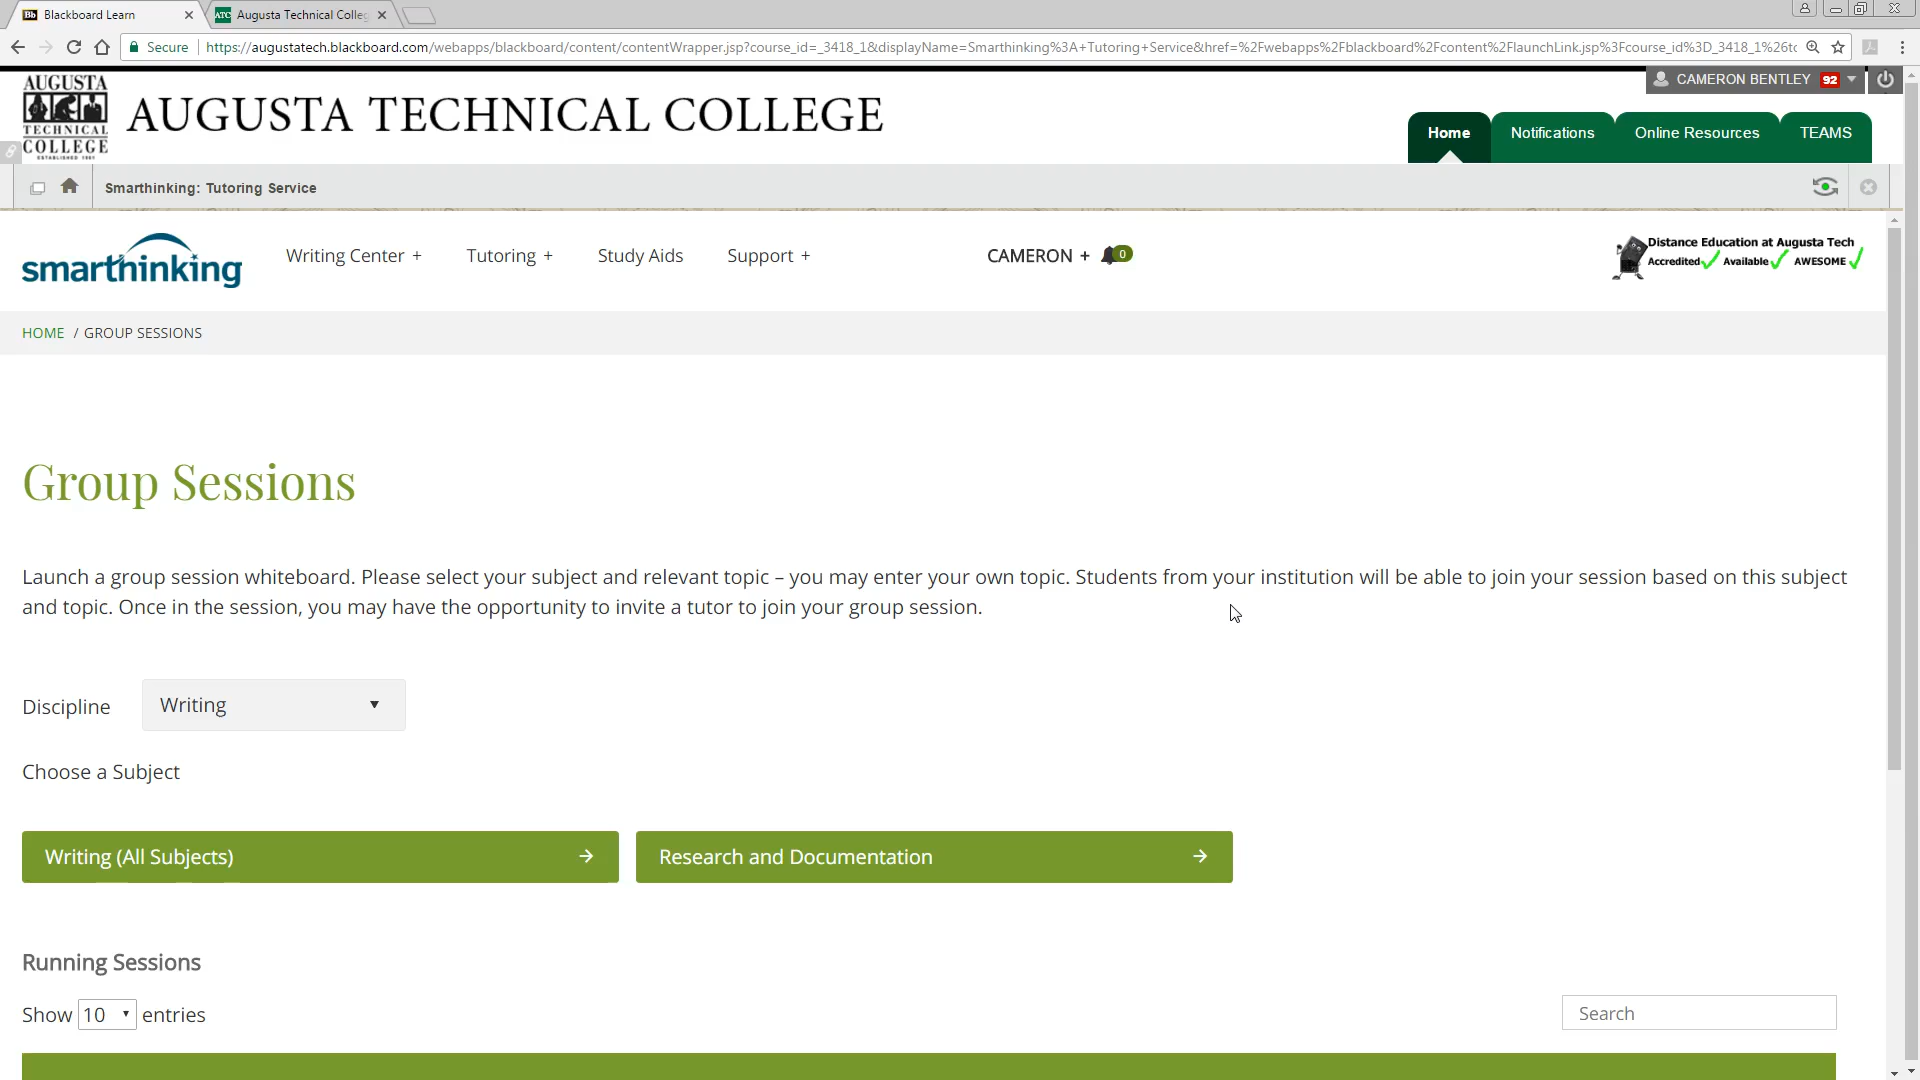 Blackboard Learn
Augusta Technical Colleg
Secure
https://augustatech.blackboard.com/webapps/blackboard/content/contentWrapper.jsp?course_id=_3418_1&displayName=Smarthinking%3A+Tutoring+Service&href=%2Fwebapps%2Fblackboard%2Fcontent%2FlaunchLink.jsp%3Fcourse_id%3D_3418_1%26to
AUGUSTA
TECHNICAL
COLLEGE
ESTABLISHED 1961
AUGUSTA TECHNICAL COLLEGE
CAMERON BENTLEY 92
Home
Notifications
Online Resources
TEAMS
Smarthinking: Tutoring Service
smarthinking
Writing Center +
Tutoring +
Study Aids
Support +
CAMERON +
0
Distance Education at Augusta Tech
Accredited Available AWESOME
HOME / GROUP SESSIONS
Group Sessions
Launch a group session whiteboard. Please select your subject and relevant topic – you may enter your own topic. Students from your institution will be able to join your session based on this subject
and topic. Once in the session, you may have the opportunity to invite a tutor to join your group session.
Discipline
Writing
Choose a Subject
Writing (All Subjects)
Research and Documentation
Running Sessions
Show 10 entries
Search